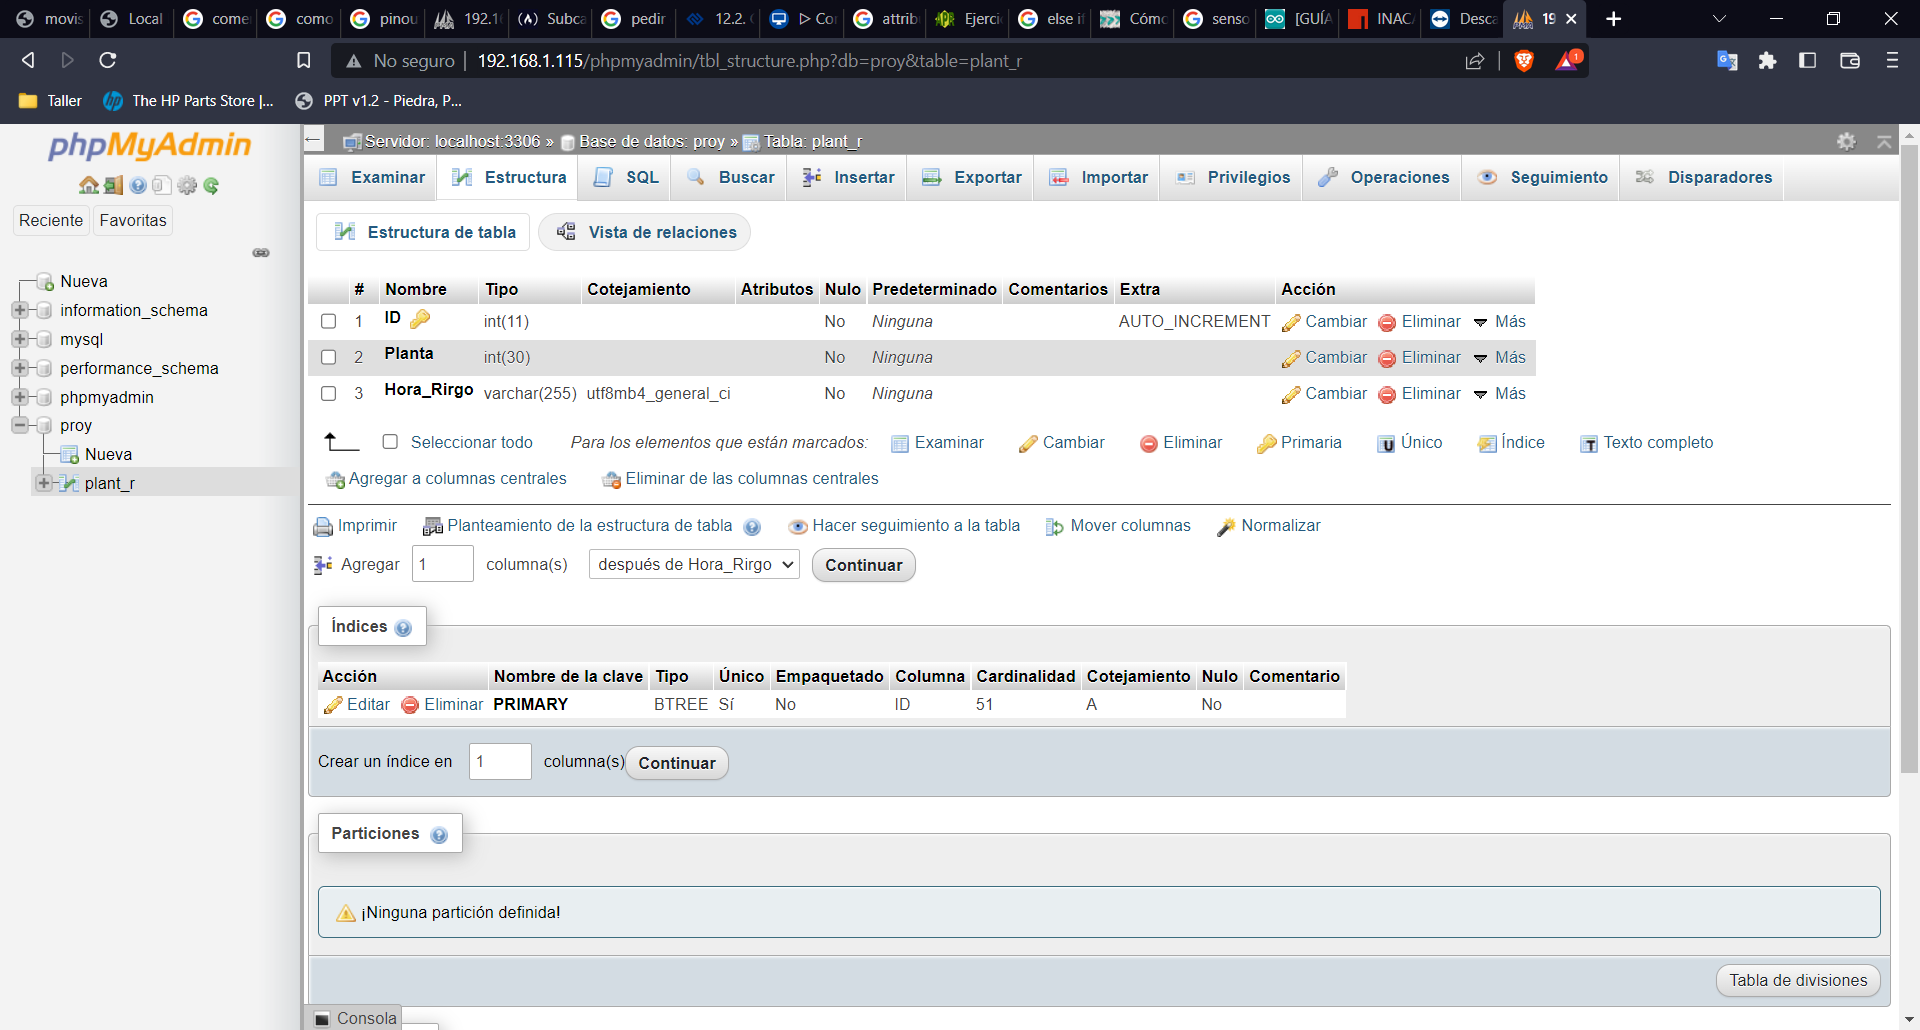 movis
Local
come
como
pinou
192.1
Subca
pedir
12.2. 
Co
attrib
Ejerci
else if
Cómo
senso
[GUÍA
INAC
Desca
19
No seguro
192.168.1.115/phpmyadmin/tbl_structure.php?db=proy&table=plant_r
1
Taller
The HP Parts Store |...
PPT v1.2 - Piedra, P...
phpMyAdmin
Reciente Favoritas
Nueva
information_schema
mysql
performance_schema
phpmyadmin
proy
Nueva
plant_r
Servidor: localhost:3306 » Base de datos: proy » Tabla: plant_r
Examinar Estructura SQL Buscar Insertar Exportar Importar Privilegios Operaciones Seguimiento Disparadores
Estructura de tabla Vista de relaciones
# Nombre Tipo Cotejamiento Atributos Nulo Predeterminado Comentarios Extra Acción
1 ID int(11) No Ninguna AUTO_INCREMENT Cambiar Eliminar Más
2 Planta int(30) No Ninguna Cambiar Eliminar Más
3 Hora_Rirgo varchar(255) utf8mb4_general_ci No Ninguna Cambiar Eliminar Más
Seleccionar todo Para los elementos que están marcados: Examinar Cambiar Eliminar Primaria Único Índice Texto completo
Agregar a columnas centrales Eliminar de las columnas centrales
Imprimir Planteamiento de la estructura de tabla Hacer seguimiento a la tabla Mover columnas Normalizar
Agregar 1 columna(s) después de Hora_Rirgo Continuar
Índices
Acción Nombre de la clave Tipo Único Empaquetado Columna Cardinalidad Cotejamiento Nulo Comentario
Editar Eliminar PRIMARY BTREE Sí No ID 51 A No
Crear un índice en 1 columna(s) Continuar
Particiones
¡Ninguna partición definida!
Tabla de divisiones
Consola